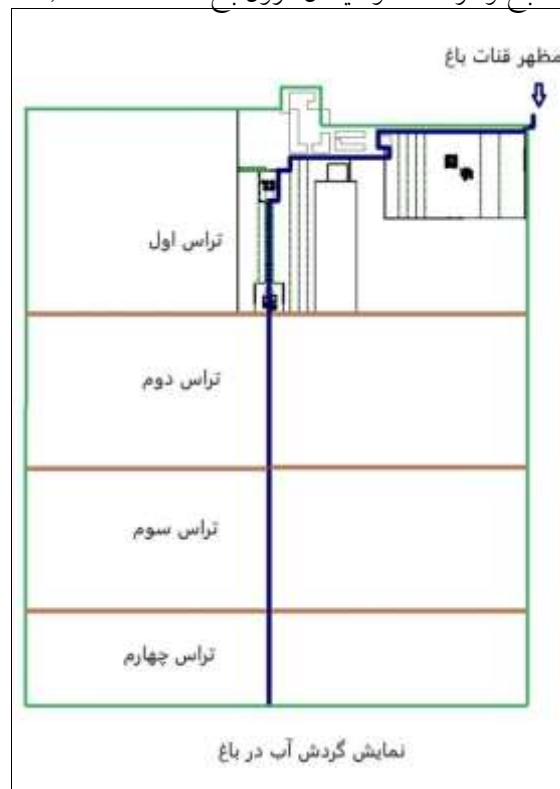 مظهر قنات باغ
تراس اول
تراس دوم
تراس سوم
تراس چهارم
نمایش گردش آب در باغ